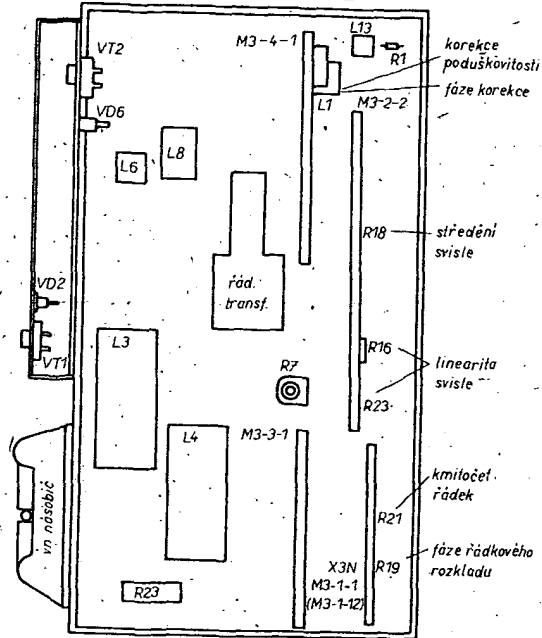 VT2
M3-4-1
L13
R1
korekce
poduškovitosti
fáze korekce
VD6
L1
M3-2-2
L6
L8
R18
středění
svisle
řád.
transf.
VD2
VT1
L3
R16
linearita
svisle
R7
R23
L4
M3-3-1
vn násobič
kmitočet
řádek
R21
X3N
R19
fáze řádkového
rozkladu
M3-1-1
(M3-1-12)
R23